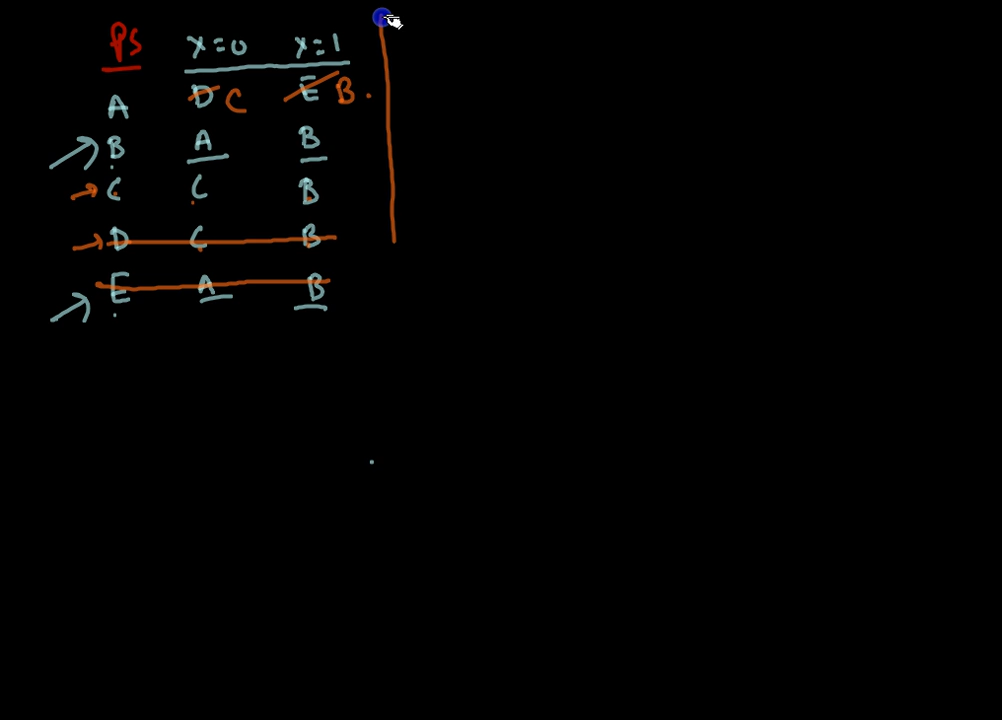 PS X=0 X=1
A D C E B.
B A B
C C B
D C B
E A B